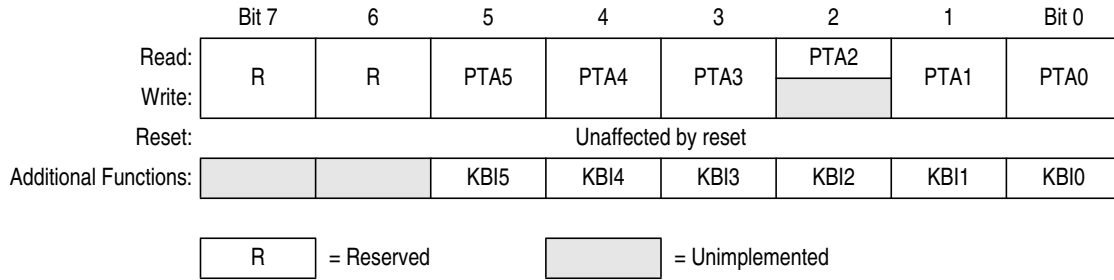 Bit 7 6 5 4 3 2 1 Bit 0
Read: R R PTA5 PTA4 PTA3 PTA2 PTA1 PTA0
Write:
Reset: Unaffected by reset
Additional Functions: KBI5 KBI4 KBI3 KBI2 KBI1 KBI0
R = Reserved = Unimplemented